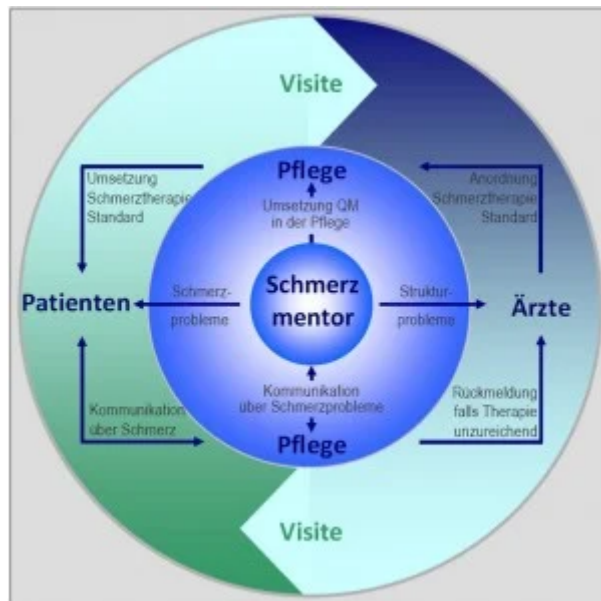 Visite
Pflege
Umsetzung
Schmerztherapie
Standard
Anordnung
Schmerztherapie
Standard
Umsetzung QM
in der Pflege
Patienten
Schmerz-
probleme
Schmerz
mentor
Struktur-
probleme
Ärzte
Kommunikation
über Schmerz
Kommunikation
über Schmerzprobleme
Rückmeldung
falls Therapie
unzureichend
Pflege
Visite